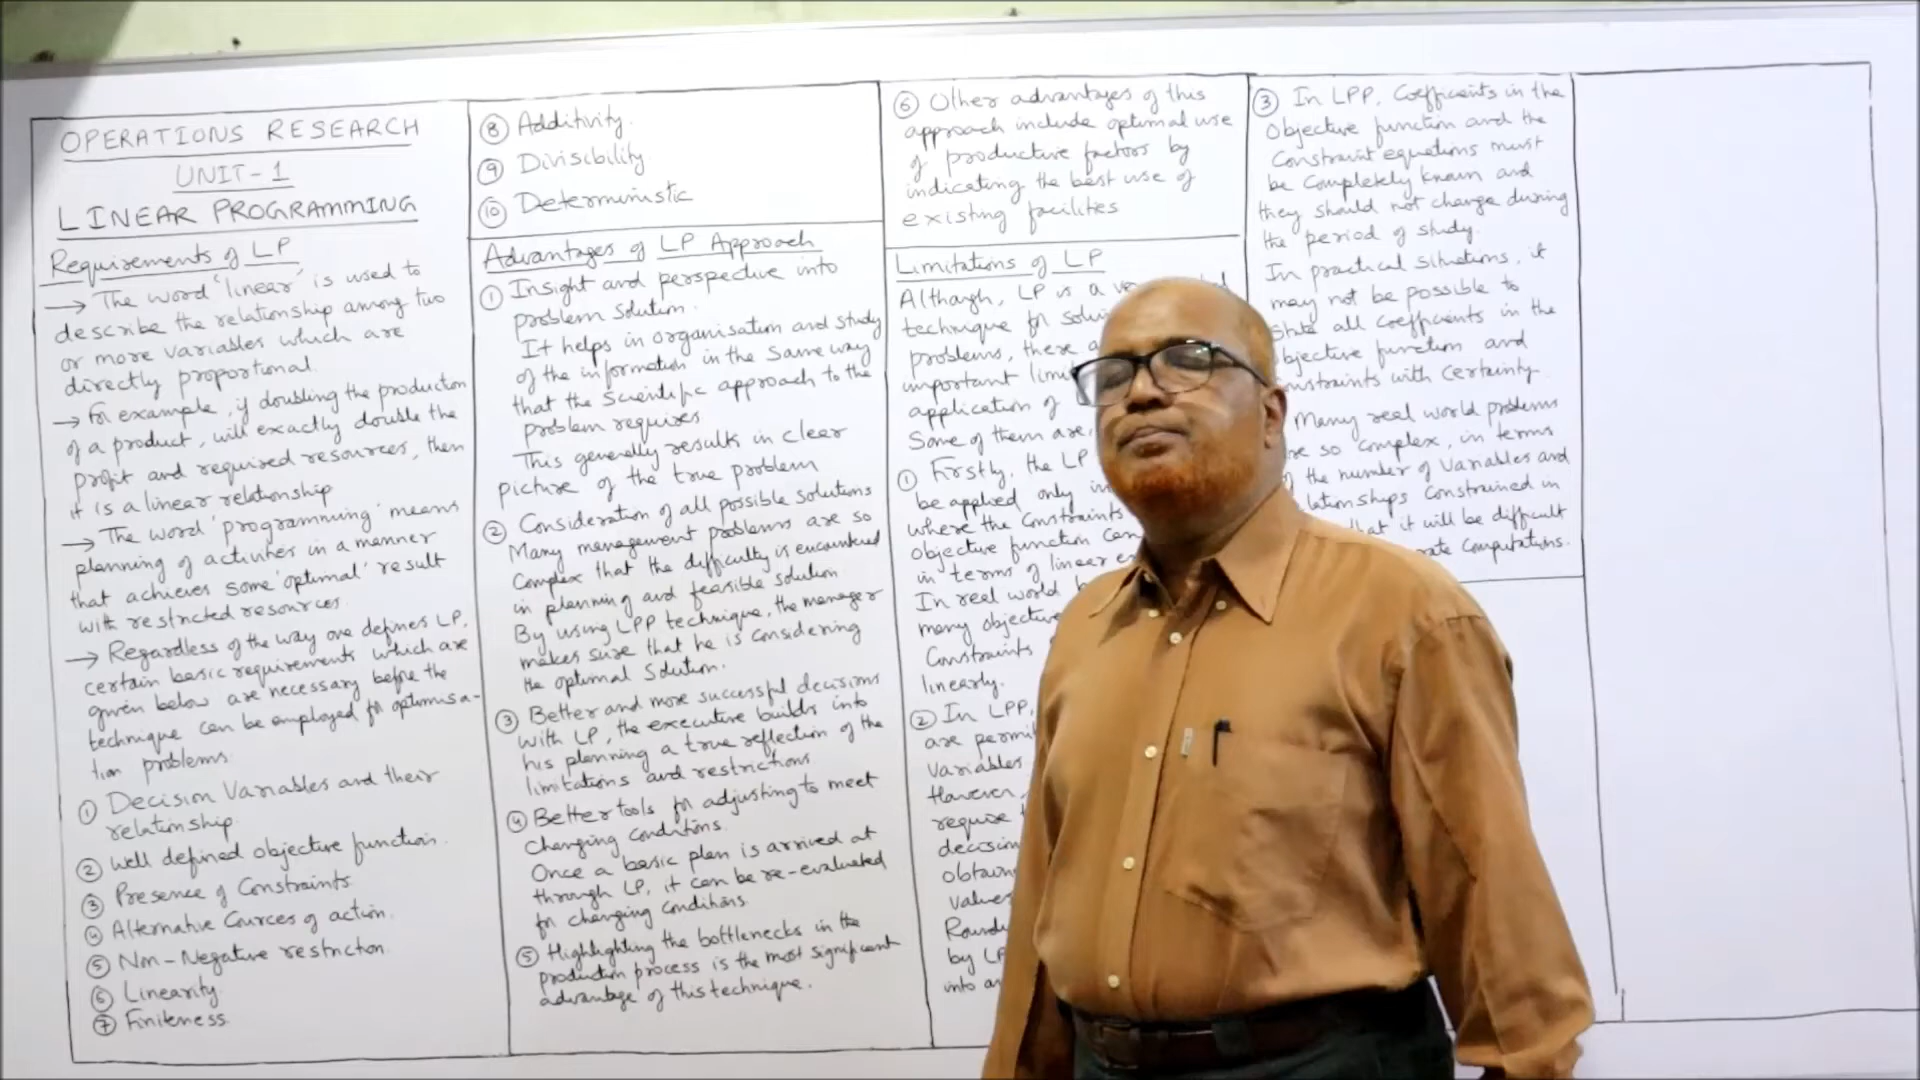 OPERATIONS RESEARCH
UNIT-1
LINEAR PROGRAMMING
Requirements of LP
→ The word 'linear' is used to
describe the relationship among two
or more variables which are
directly proportional.
→ For example, if doubling the production
of a product, will exactly double the
profit and required resources, then
it is a linear relationship
→ The word 'programming' means
planning of activities in a manner
that achieves some 'optimal' result
with restricted resources.
→ Regardless of the way one defines LP,
certain basic requirements which are
given below are necessary before the
technique can be employed for optimisa-
tion problems.
① Decision Variables and their
relationship.
② Well defined objective function.
③ Presence of Constraints
④ Alternative Cources of action.
⑤ Non-Negative restriction.
⑥ Linearity.
⑦ Finiteness.
⑧ Additivity.
⑨ Divisibility
⑩ Deterministic
Advantages of LP Approach
① Insight and perspective into
problem Solution.
It helps in organisation and study
of the information in the same way
that the Scientific approach to the
problem requires
This generally results in clear
picture of the true problem
② Consideration of all possible solutions
Many management problems are so
Complex that the difficulty is encountered
in planning and feasible solution
By using LPP technique, the manager
makes sure that he is considering
the optimal Solution.
③ Better and more successful decisions
With LP, the executive builds into
his planning a true reflection of the
limitations and restrictions
④ Better tools for adjusting to meet
Changing Conditions.
Once a basic plan is arrived at
through LP, it can be re-evaluated
for changing Conditions
⑤ Highlighting the bottlenecks in the
production process is the most significant
advantage of this technique.
⑥ Other advantages of this
approach include optimal use
of productive factors by
indicating the best use of
existing facilites
Limitations of LP
Although, LP is a
technique for
problems, there
important
application of
Some of them are,
① Firstly, the LP
be applied only in
where the Constraints
Objective function can
in terms of linear
In real world
many objective
Constraints
linearly.
② In LPP,
are
Variables
However,
require

③ In LPP, Coefficients in the
Objective function and the
Constraint equations must
be Completely known and
they should not change during
the period of study.
In practical Situations, it
may not be possible to
State all Coefficients in the
objective function and
with certainty.
Many real world problems
so complex, in terms
the number of Variables and
Constrained in
that it will be difficult
Computations.